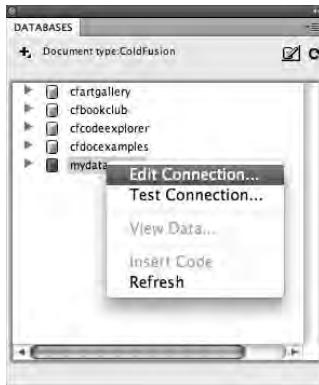 DATABASES
Document type:ColdFusion
cfartgallery
cfbookclub
cfcodeexplorer
cfdocexamples
mydata
Edit Connection...
Test Connection...
View Data...
Insert Code
Refresh